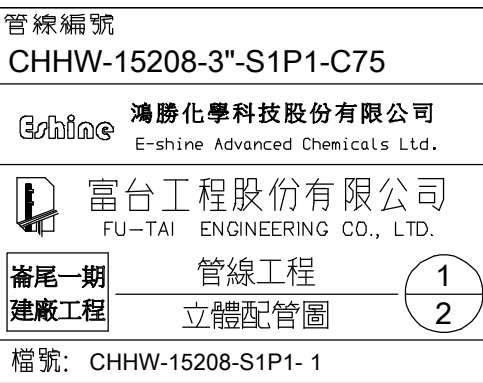 管線編號
CHHW-15208-3"-S1P1-C75
Eshine
鴻勝化學科技股份有限公司
E-shine Advanced Chemicals Ltd.
富台工程股份有限公司
FU-TAI ENGINEERING CO., LTD.
崙尾一期
建廠工程
管線工程
立體配管圖
1
2
檔號: CHHW-15208-S1P1- 1